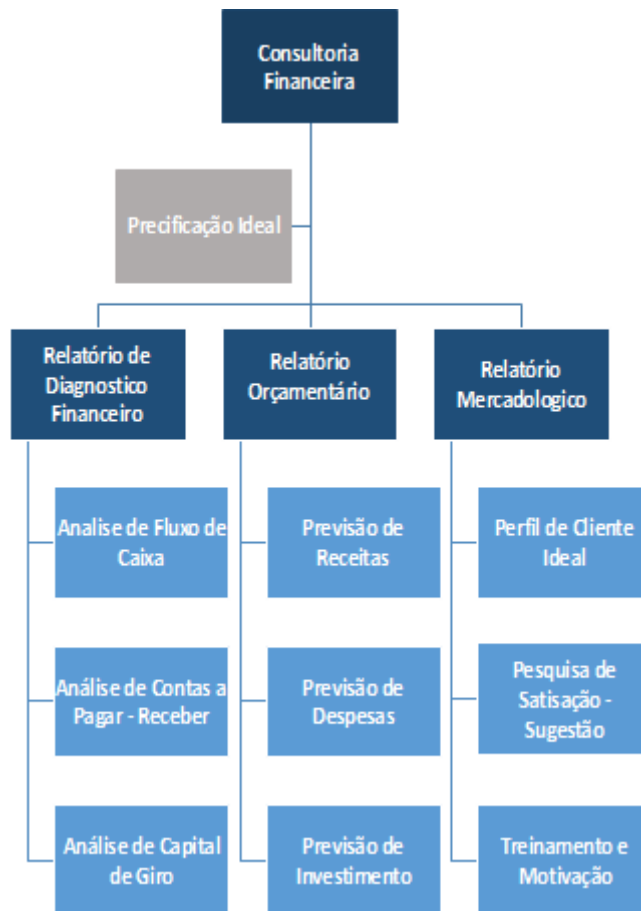 Consultoria
Financeira
Precificação Ideal
Relatório de
Diagnostico
Financeiro
Relatório
Orçamentário
Relatório
Mercadologico
Analise de Fluxo de
Caixa
Análise de Contas a
Pagar - Receber
Análise de Capital
de Giro
Previsão de
Receitas
Previsão de
Despesas
Previsão de
Investimento
Perfil de Cliente
Ideal
Pesquisa de
Satisação -
Sugestão
Treinamento e
Motivação